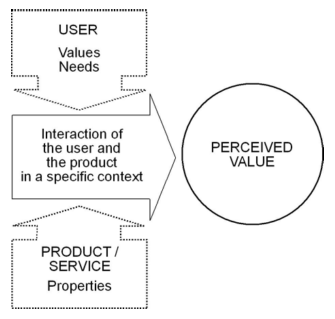 USER
Values
Needs
Interaction of
the user and
the product
in a specific context
PERCEIVED
VALUE
PRODUCT /
SERVICE
Properties